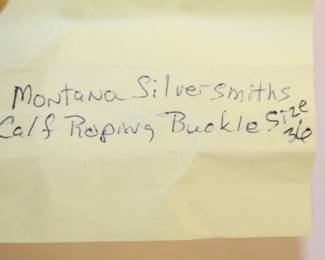 Montana Silversmiths
Calf Roping Buckle Size 36